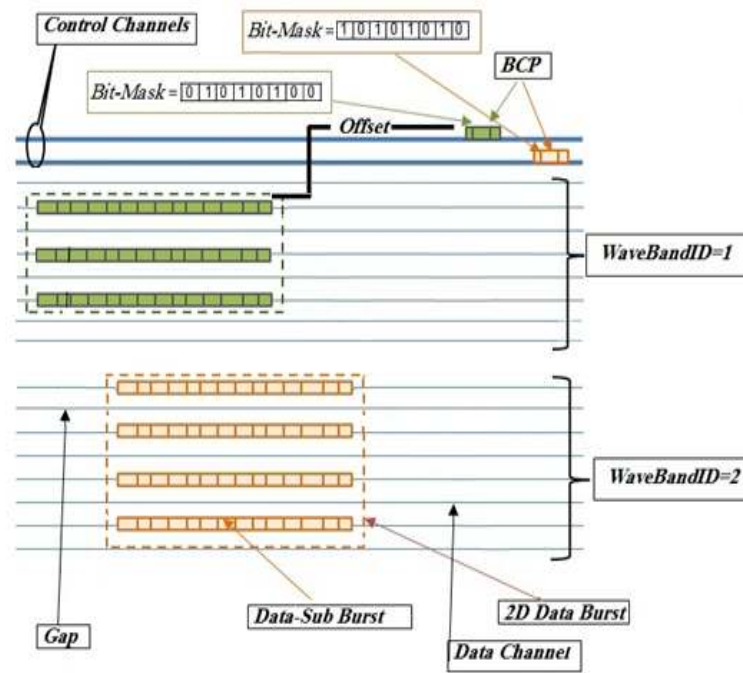 Control Channels
Bit-Mask = 1 0 1 0 1 0 1 0
Bit-Mask = 0 1 0 1 0 1 0 0
BCP
Offset
WaveBandID=1
WaveBandID=2
Data-Sub Burst
2D Data Burst
Gap
Data Channel